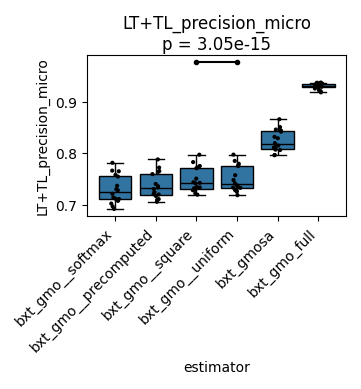 LT+TL_precision_micro
p = 3.05e-15
LT+TL_precision_micro
0.9
0.8
0.7
bxt_gmo__softmax
bxt_gmo__precomputed
bxt_gmo__square
bxt_gmo__uniform
bxt_gmosa
bxt_gmo_full
estimator